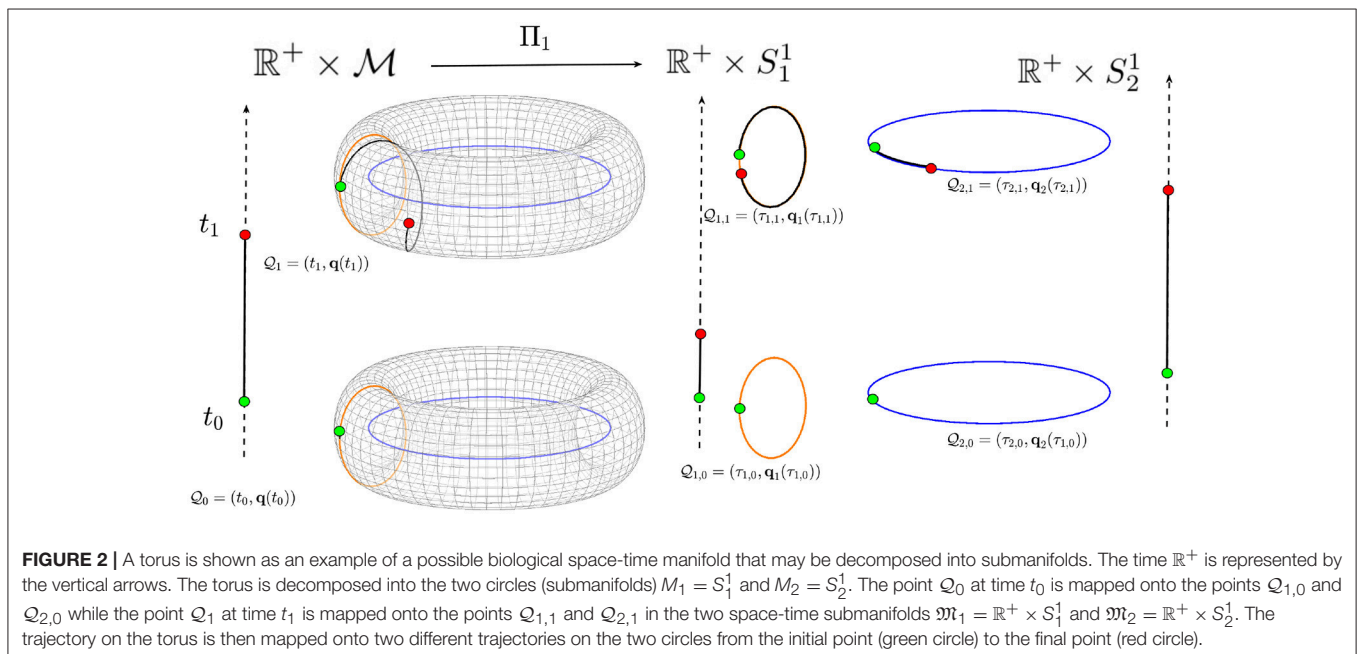 ℝ⁺ × ℳ
Π₁
ℝ⁺ × S₁¹
ℝ⁺ × S₂¹
t₁
𝒬₁ = (t₁, 𝐪(t₁))
𝒬₁,₁ = (τ₁,₁, 𝐪₁(τ₁,₁))
𝒬₂,₁ = (τ₂,₁, 𝐪₂(τ₂,₁))
t₀
𝒬₀ = (t₀, 𝐪(t₀))
𝒬₁,₀ = (τ₁,₀, 𝐪₁(τ₁,₀))
𝒬₂,₀ = (τ₂,₀, 𝐪₂(τ₁,₀))
FIGURE 2 | A torus is shown as an example of a possible biological space-time manifold that may be decomposed into submanifolds. The time ℝ⁺ is represented by
the vertical arrows. The torus is decomposed into the two circles (submanifolds) M₁ = S₁¹ and M₂ = S₂¹. The point 𝒬₀ at time t₀ is mapped onto the points 𝒬₁,₀ and
𝒬₂,₀ while the point 𝒬₁ at time t₁ is mapped onto the points 𝒬₁,₁ and 𝒬₂,₁ in the two space-time submanifolds 𝔐₁ = ℝ⁺ × S₁¹ and 𝔐₂ = ℝ⁺ × S₂¹. The
trajectory on the torus is then mapped onto two different trajectories on the two circles from the initial point (green circle) to the final point (red circle).